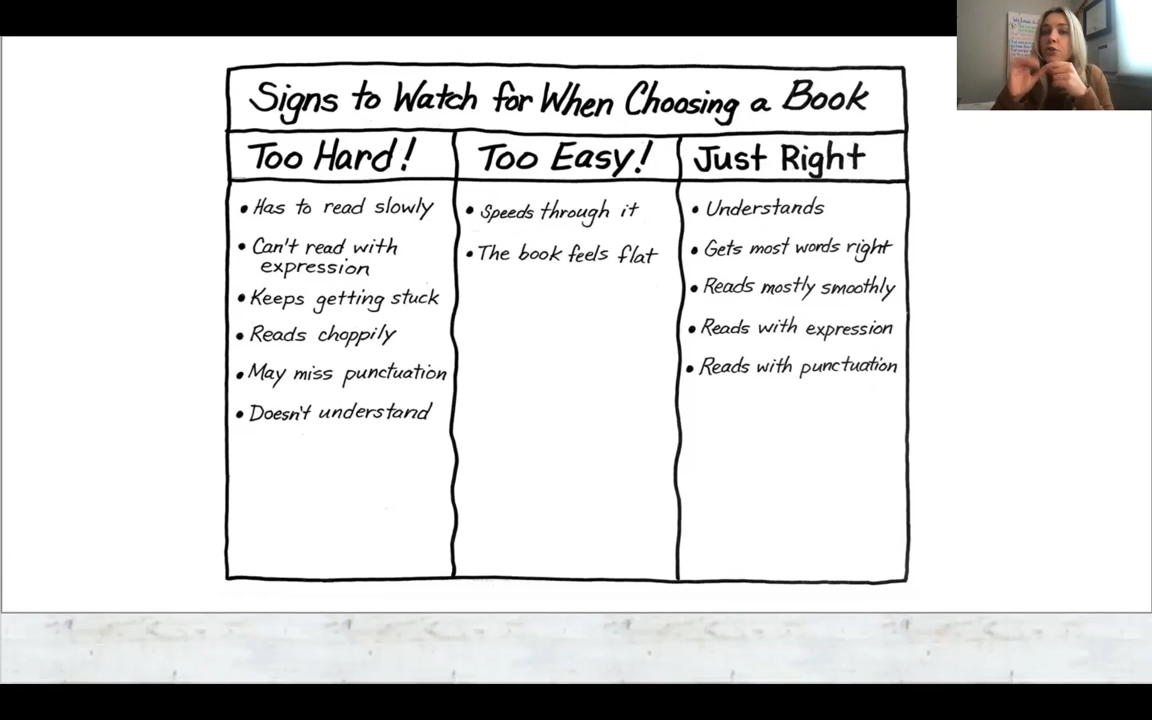 Signs to Watch for When Choosing a Book
Too Hard!
• Has to read slowly
• Can't read with
expression
• Keeps getting stuck
• Reads choppily
• May miss punctuation
• Doesn't understand
Too Easy!
• Speeds through it
• The book feels flat
Just Right
• Understands
• Gets most words right
• Reads mostly smoothly
• Reads with expression
• Reads with punctuation